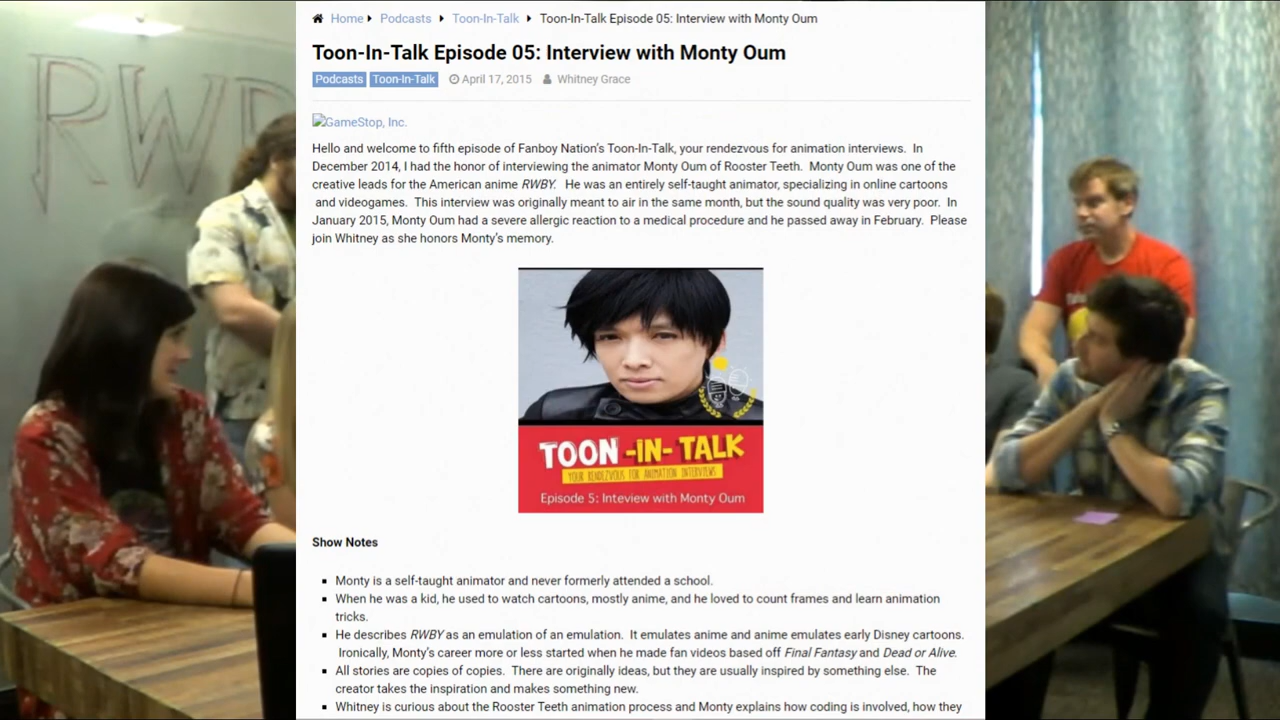 Home Podcasts Toon-In-Talk Toon-In-Talk Episode 05: Interview with Monty Oum
Toon-In-Talk Episode 05: Interview with Monty Oum
Podcasts Toon-In-Talk April 17, 2015 Whitney Grace
GameStop, Inc.
Hello and welcome to fifth episode of Fanboy Nation's Toon-In-Talk, your rendezvous for animation interviews. In
December 2014, I had the honor of interviewing the animator Monty Oum of Rooster Teeth. Monty Oum was one of the
creative leads for the American anime RWBY. He was an entirely self-taught animator, specializing in online cartoons
and videogames. This interview was originally meant to air in the same month, but the sound quality was very poor. In
January 2015, Monty Oum had a severe allergic reaction to a medical procedure and he passed away in February. Please
join Whitney as she honors Monty's memory.
RWB
TOON -IN- TALK
YOUR RENDEZVOUS FOR ANIMATION INTERVIEWS
Episode 5: Inteview with Monty Oum
Show Notes
Monty is a self-taught animator and never formerly attended a school.
When he was a kid, he used to watch cartoons, mostly anime, and he loved to count frames and learn animation
tricks.
He describes RWBY as an emulation of an emulation. It emulates anime and anime emulates early Disney cartoons.
Ironically, Monty's career more or less started when he made fan videos based off Final Fantasy and Dead or Alive.
All stories are copies of copies. There are originally ideas, but they are usually inspired by something else. The
creator takes the inspiration and makes something new.
Whitney is curious about the Rooster Teeth animation process and Monty explains how coding is involved, how they